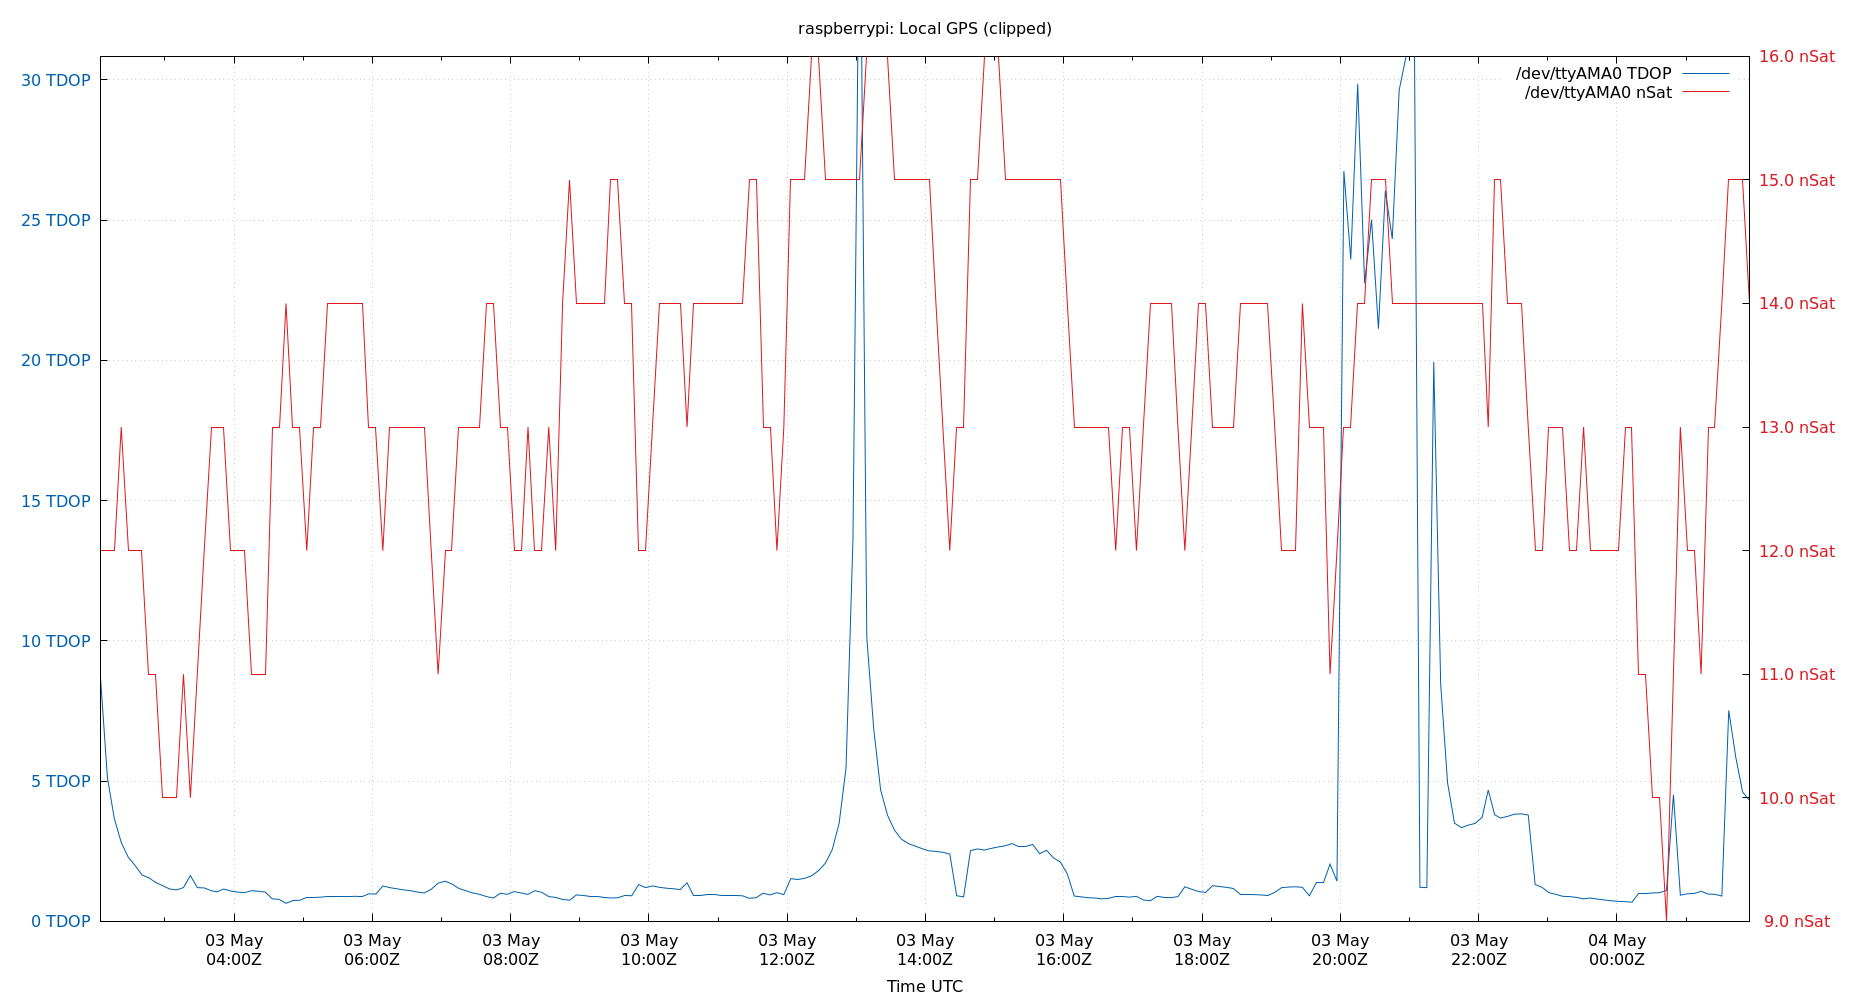 raspberrypi: Local GPS (clipped)
30 TDOP
25 TDOP
20 TDOP
15 TDOP
10 TDOP
5 TDOP
0 TDOP
16.0 nSat
15.0 nSat
14.0 nSat
13.0 nSat
12.0 nSat
11.0 nSat
10.0 nSat
9.0 nSat
/dev/ttyAMA0 TDOP
/dev/ttyAMA0 nSat
03 May
04:00Z
03 May
06:00Z
03 May
08:00Z
03 May
10:00Z
03 May
12:00Z
03 May
14:00Z
03 May
16:00Z
03 May
18:00Z
03 May
20:00Z
03 May
22:00Z
04 May
00:00Z
Time UTC